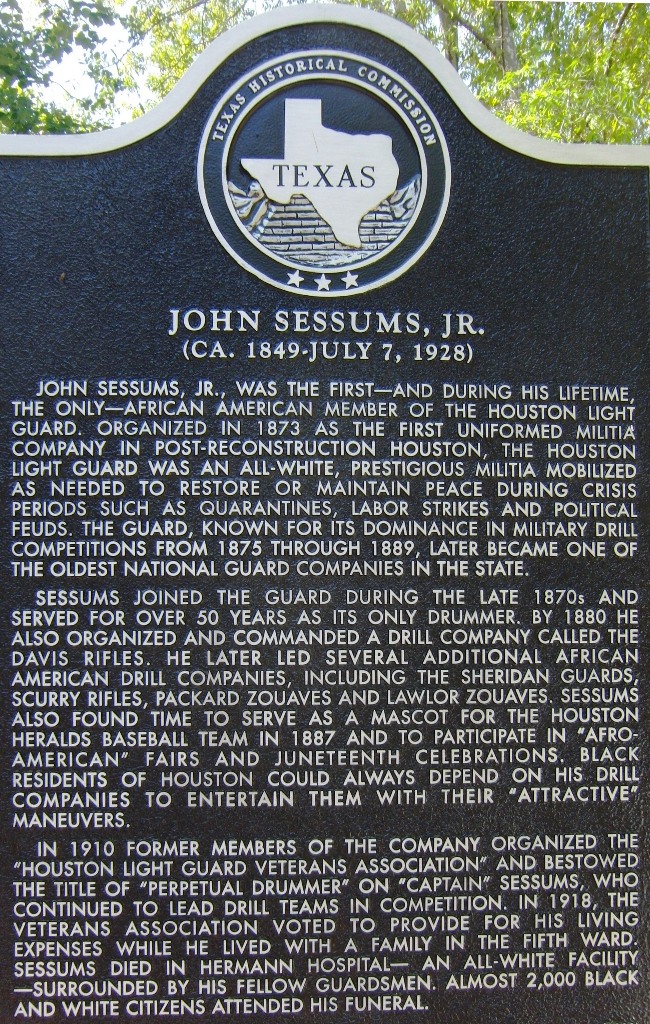 TEXAS HISTORICAL COMMISSION
TEXAS
JOHN SESSUMS, JR.
(CA. 1849-JULY 7, 1928)
JOHN SESSUMS, JR., WAS THE FIRST—AND DURING HIS LIFETIME,
THE ONLY—AFRICAN AMERICAN MEMBER OF THE HOUSTON LIGHT
GUARD. ORGANIZED IN 1873 AS THE FIRST UNIFORMED MILITIA
COMPANY IN POST-RECONSTRUCTION HOUSTON, THE HOUSTON
LIGHT GUARD WAS AN ALL-WHITE, PRESTIGIOUS MILITIA MOBILIZED
AS NEEDED TO RESTORE OR MAINTAIN PEACE DURING CRISIS
PERIODS SUCH AS QUARANTINES, LABOR STRIKES AND POLITICAL
FEUDS. THE GUARD, KNOWN FOR ITS DOMINANCE IN MILITARY DRILL
COMPETITIONS FROM 1875 THROUGH 1889, LATER BECAME ONE OF
THE OLDEST NATIONAL GUARD COMPANIES IN THE STATE.
SESSUMS JOINED THE GUARD DURING THE LATE 1870s AND
SERVED FOR OVER 50 YEARS AS ITS ONLY DRUMMER. BY 1880 HE
ALSO ORGANIZED AND COMMANDED A DRILL COMPANY CALLED THE
DAVIS RIFLES. HE LATER LED SEVERAL ADDITIONAL AFRICAN
AMERICAN DRILL COMPANIES, INCLUDING THE SHERIDAN GUARDS,
SCURRY RIFLES, PACKARD ZOUAVES AND LAWLOR ZOUAVES. SESSUMS
ALSO FOUND TIME TO SERVE AS A MASCOT FOR THE HOUSTON
HERALDS BASEBALL TEAM IN 1887 AND TO PARTICIPATE IN "AFRO-
AMERICAN" FAIRS AND JUNETEENTH CELEBRATIONS. BLACK
RESIDENTS OF HOUSTON COULD ALWAYS DEPEND ON HIS DRILL
COMPANIES TO ENTERTAIN THEM WITH THEIR "ATTRACTIVE"
MANEUVERS.
IN 1910 FORMER MEMBERS OF THE COMPANY ORGANIZED THE
"HOUSTON LIGHT GUARD VETERANS ASSOCIATION" AND BESTOWED
THE TITLE OF "PERPETUAL DRUMMER" ON "CAPTAIN" SESSUMS, WHO
CONTINUED TO LEAD DRILL TEAMS IN COMPETITION. IN 1918, THE
VETERANS ASSOCIATION VOTED TO PROVIDE FOR HIS LIVING
EXPENSES WHILE HE LIVED WITH A FAMILY IN THE FIFTH WARD.
SESSUMS DIED IN HERMANN HOSPITAL— AN ALL-WHITE FACILITY
—SURROUNDED BY HIS FELLOW GUARDSMEN. ALMOST 2,000 BLACK
AND WHITE CITIZENS ATTENDED HIS FUNERAL.